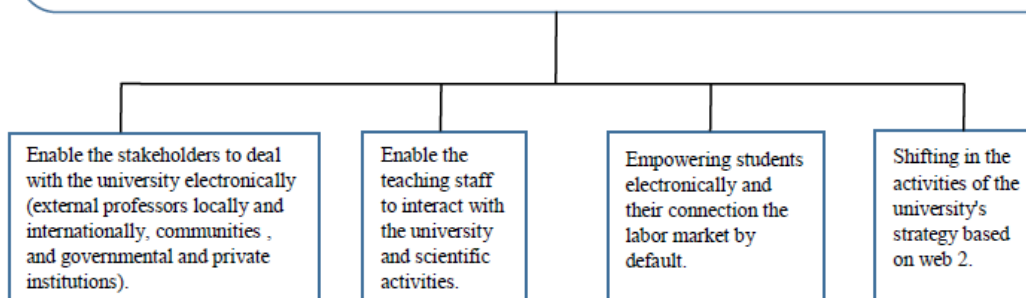 Enable the stakeholders to deal
with the university electronically
(external professors locally and
internationally, communities ,
and governmental and private
institutions).
Enable the
teaching staff
to interact with
the university
and scientific
activities.
Empowering students
electronically and
their connection the
labor market by
default.
Shifting in the
activities of the
university's
strategy based
on web 2.